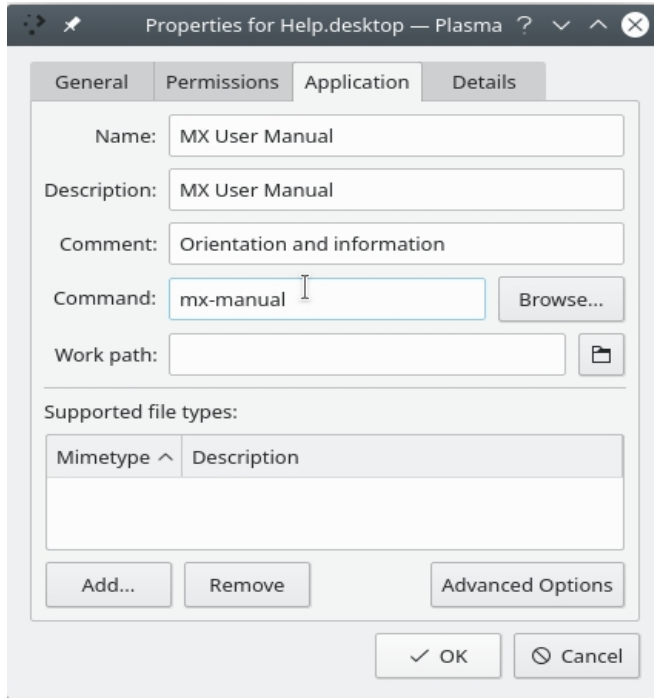 Properties for Help.desktop — Plasma ?
General Permissions Application Details
Name: MX User Manual
Description: MX User Manual
Comment: Orientation and information
Command: mx-manual Browse...
Work path:
Supported file types:
Mimetype Description
Add... Remove Advanced Options
OK Cancel